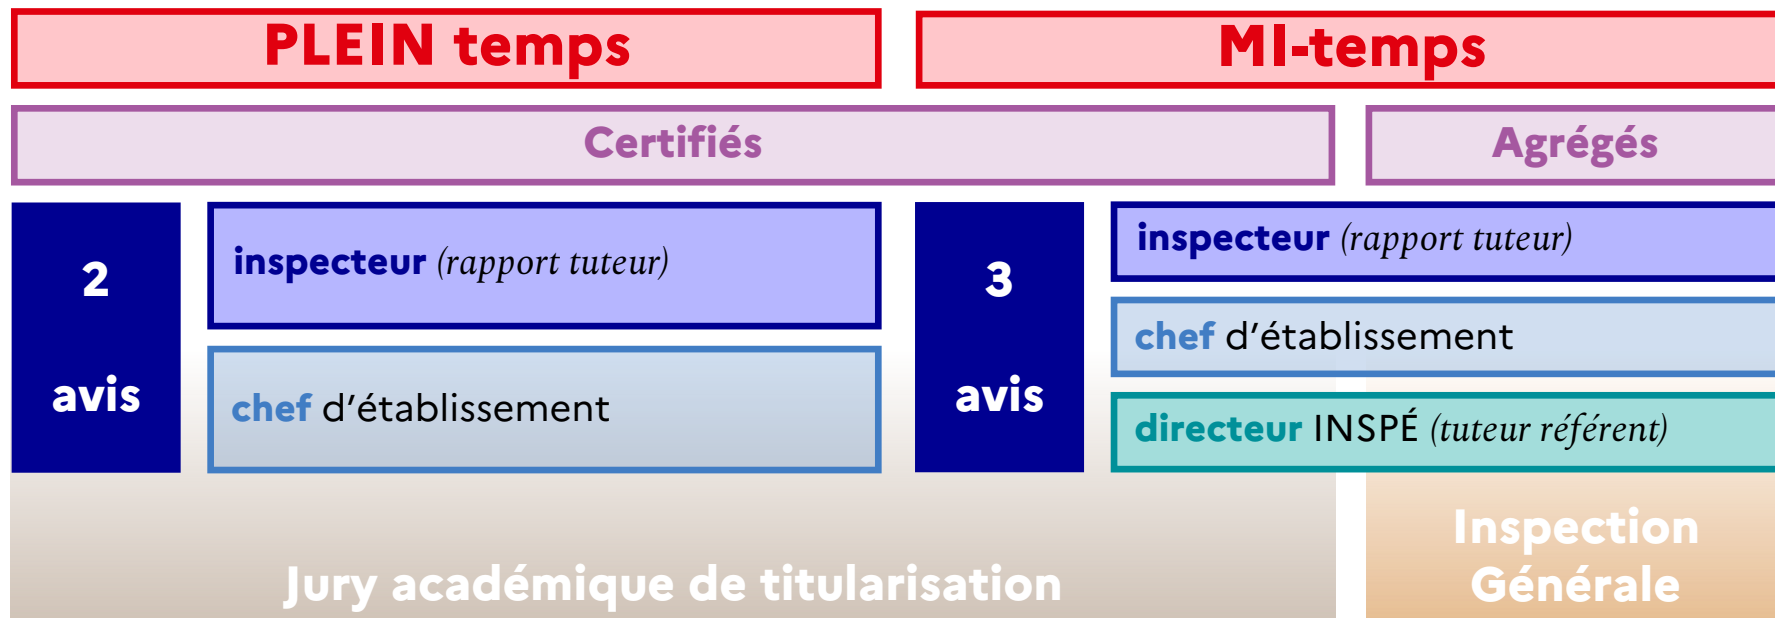 PLEIN temps
MI-temps
Certifiés
Agrégés
2
avis
inspecteur (rapport tuteur)
chef d’établissement
3
avis
inspecteur (rapport tuteur)
chef d’établissement
directeur INSPÉ (tuteur référent)
Jury académique de titularisation
Inspection
Générale